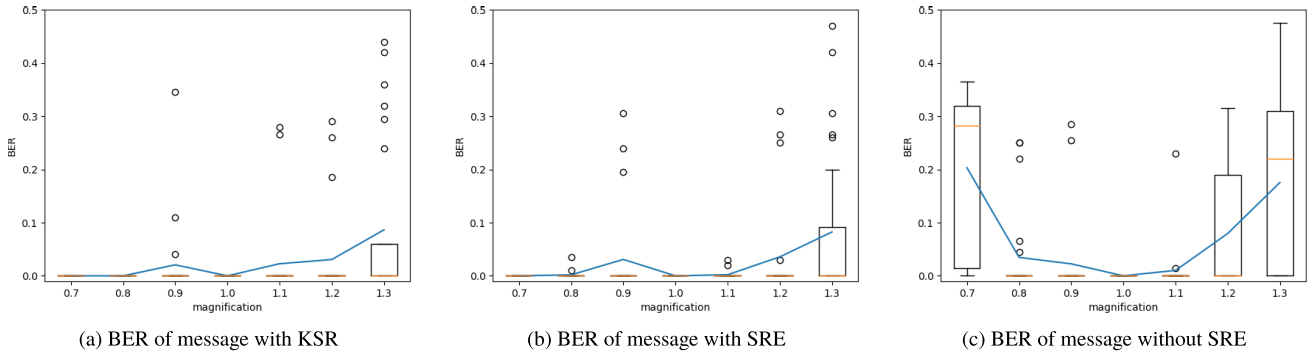 0.5
0.4
0.3
0.2
0.1
0.0
BER
0.7 0.8 0.9 1.0 1.1 1.2 1.3
magnification
(a) BER of message with KSR
0.5
0.4
0.3
0.2
0.1
0.0
BER
0.7 0.8 0.9 1.0 1.1 1.2 1.3
magnification
(b) BER of message with SRE
0.5
0.4
0.3
0.2
0.1
0.0
BER
0.7 0.8 0.9 1.0 1.1 1.2 1.3
magnification
(c) BER of message without SRE